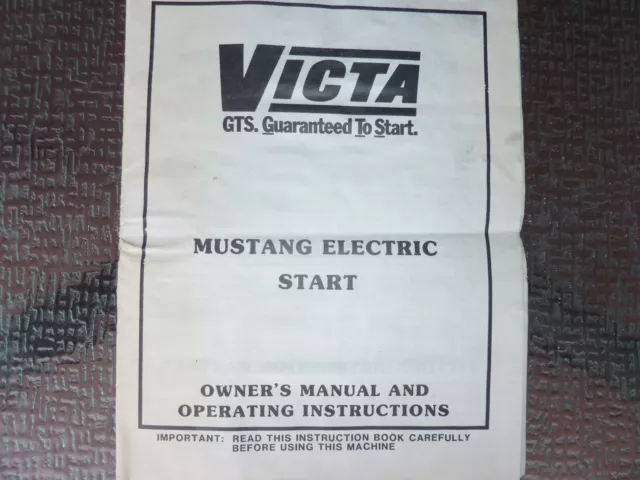 VICTA
GTS. Guaranteed To Start.
MUSTANG ELECTRIC
START
OWNER'S MANUAL AND
OPERATING INSTRUCTIONS
IMPORTANT: READ THIS INSTRUCTION BOOK CAREFULLY
BEFORE USING THIS MACHINE